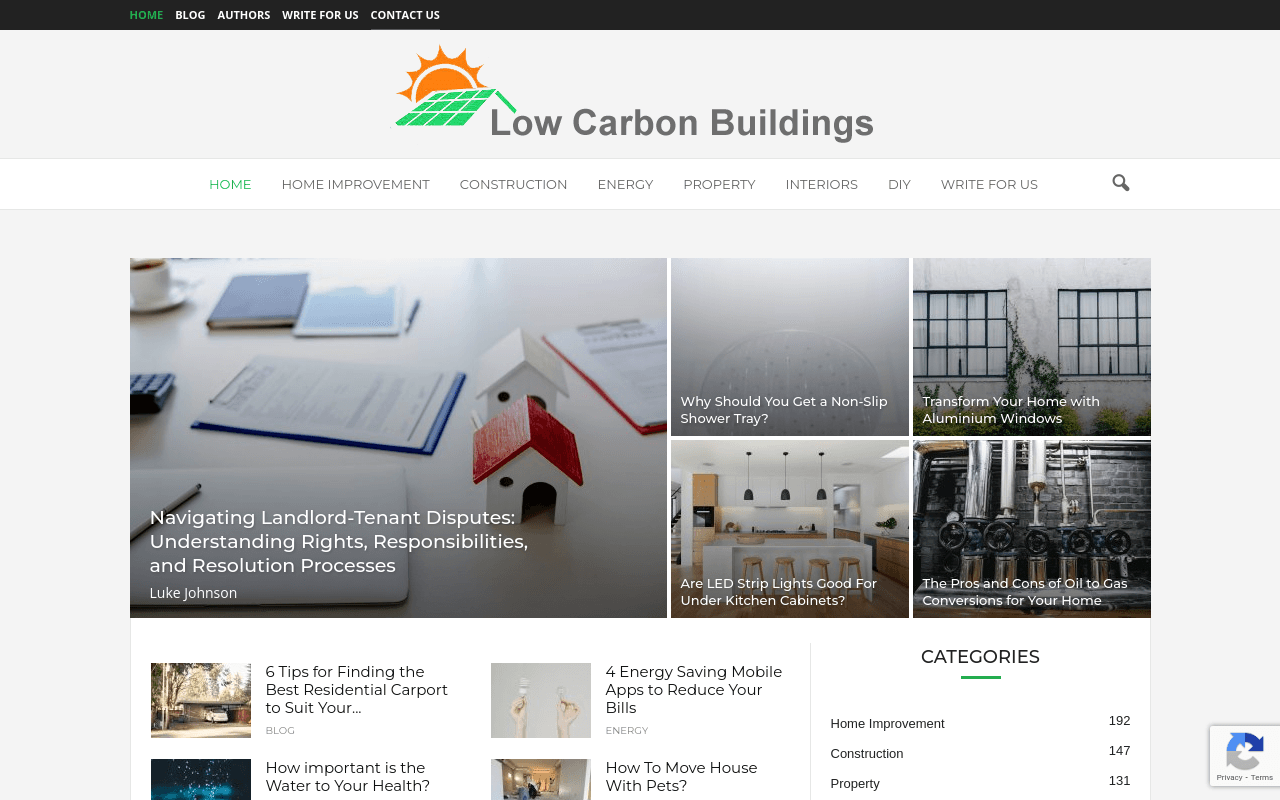 HOME BLOG AUTHORS WRITE FOR US CONTACT US
Low Carbon Buildings
HOME HOME IMPROVEMENT CONSTRUCTION ENERGY PROPERTY INTERIORS DIY WRITE FOR US
Navigating Landlord-Tenant Disputes:
Understanding Rights, Responsibilities,
and Resolution Processes
Luke Johnson
Why Should You Get a Non-Slip
Shower Tray?
Transform Your Home with
Aluminium Windows
Are LED Strip Lights Good For
Under Kitchen Cabinets?
The Pros and Cons of Oil to Gas
Conversions for Your Home
6 Tips for Finding the
Best Residential Carport
to Suit Your...
BLOG
4 Energy Saving Mobile
Apps to Reduce Your
Bills
ENERGY
How important is the
Water to Your Health?
How To Move House
With Pets?
CATEGORIES
Home Improvement 192
Construction 147
Property 131
Privacy - Terms